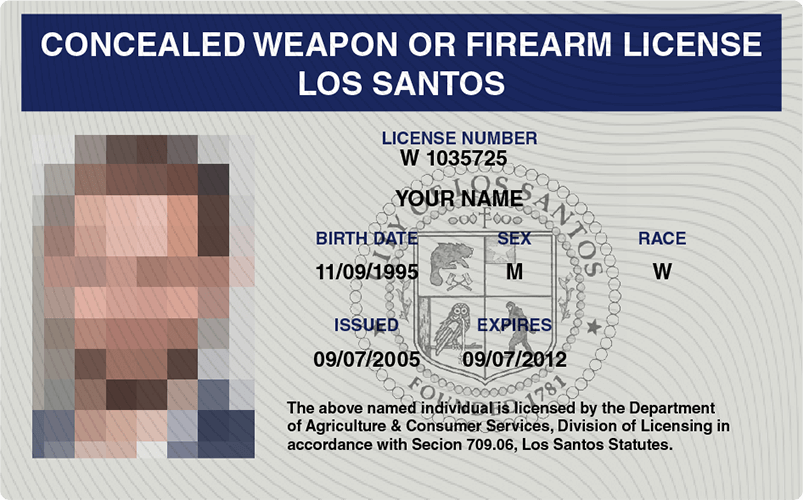 CONCEALED WEAPON OR FIREARM LICENSE
LOS SANTOS
LICENSE NUMBER
W 1035725
YOUR NAME
CITY OF LOS SANTOS
BIRTH DATE SEX RACE
11/09/1995 M W
ISSUED EXPIRES
09/07/2005 09/07/2012
FOUNDED 1781
The above named individual is licensed by the Department
of Agriculture & Consumer Services, Division of Licensing in
accordance with Secion 709.06, Los Santos Statutes.